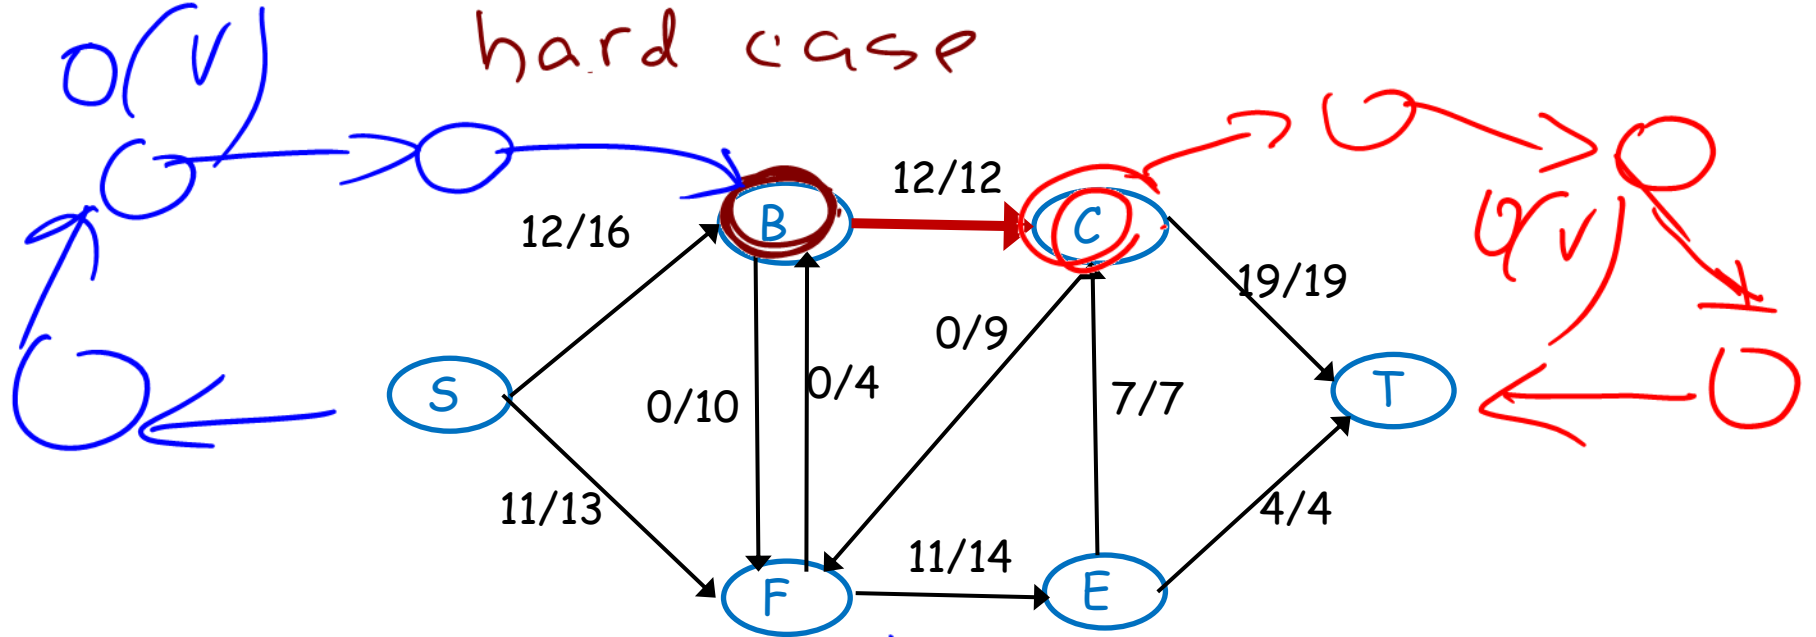 O(V)
hard case
12/12
B
C
12/16
O(V)
19/19
0/9
0/10
0/4
7/7
S
T
11/13
4/4
11/14
F
E